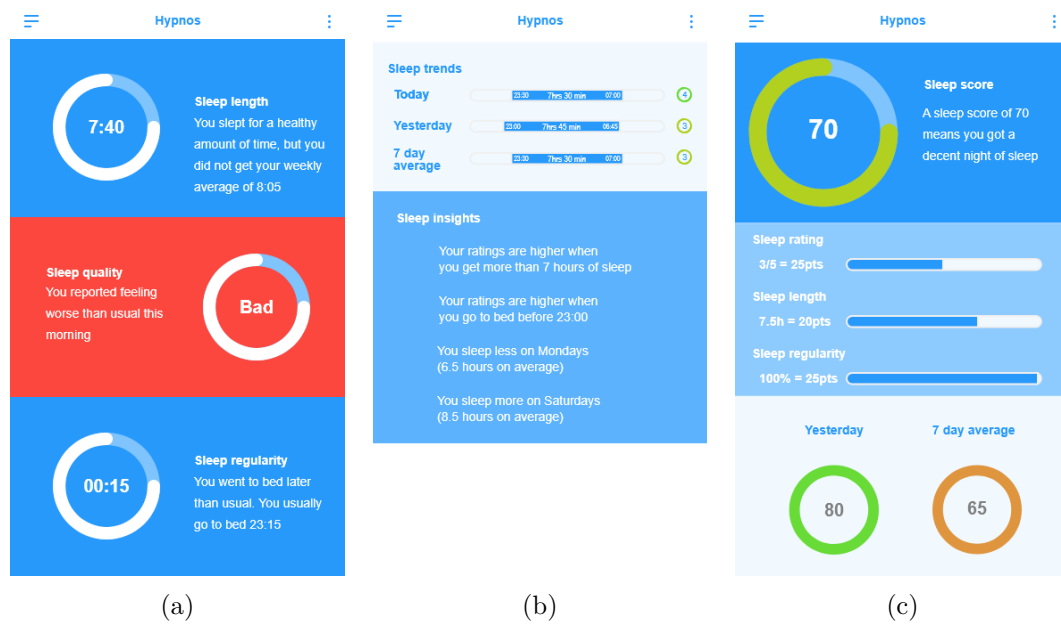 Hypnos
7:40
Sleep length
You slept for a healthy
amount of time, but you
did not get your weekly
average of 8:05
Sleep quality
You reported feeling
worse than usual this
morning
Bad
00:15
Sleep regularity
You went to bed later
than usual. You usually
go to bed 23:15
(a)
Hypnos
Sleep trends
Today
23:30 7hrs 30 min 07:00
4
Yesterday
23:00 7hrs 45 min 06:45
3
7 day
average
23:30 7hrs 30 min 07:00
3
Sleep insights
Your ratings are higher when
you get more than 7 hours of sleep
Your ratings are higher when
you go to bed before 23:00
You sleep less on Mondays
(6.5 hours on average)
You sleep more on Saturdays
(8.5 hours on average)
(b)
Hypnos
70
Sleep score
A sleep score of 70
means you got a
decent night of sleep
Sleep rating
3/5 = 25pts
Sleep length
7.5h = 20pts
Sleep regularity
100% = 25pts
Yesterday
7 day average
80
65
(c)